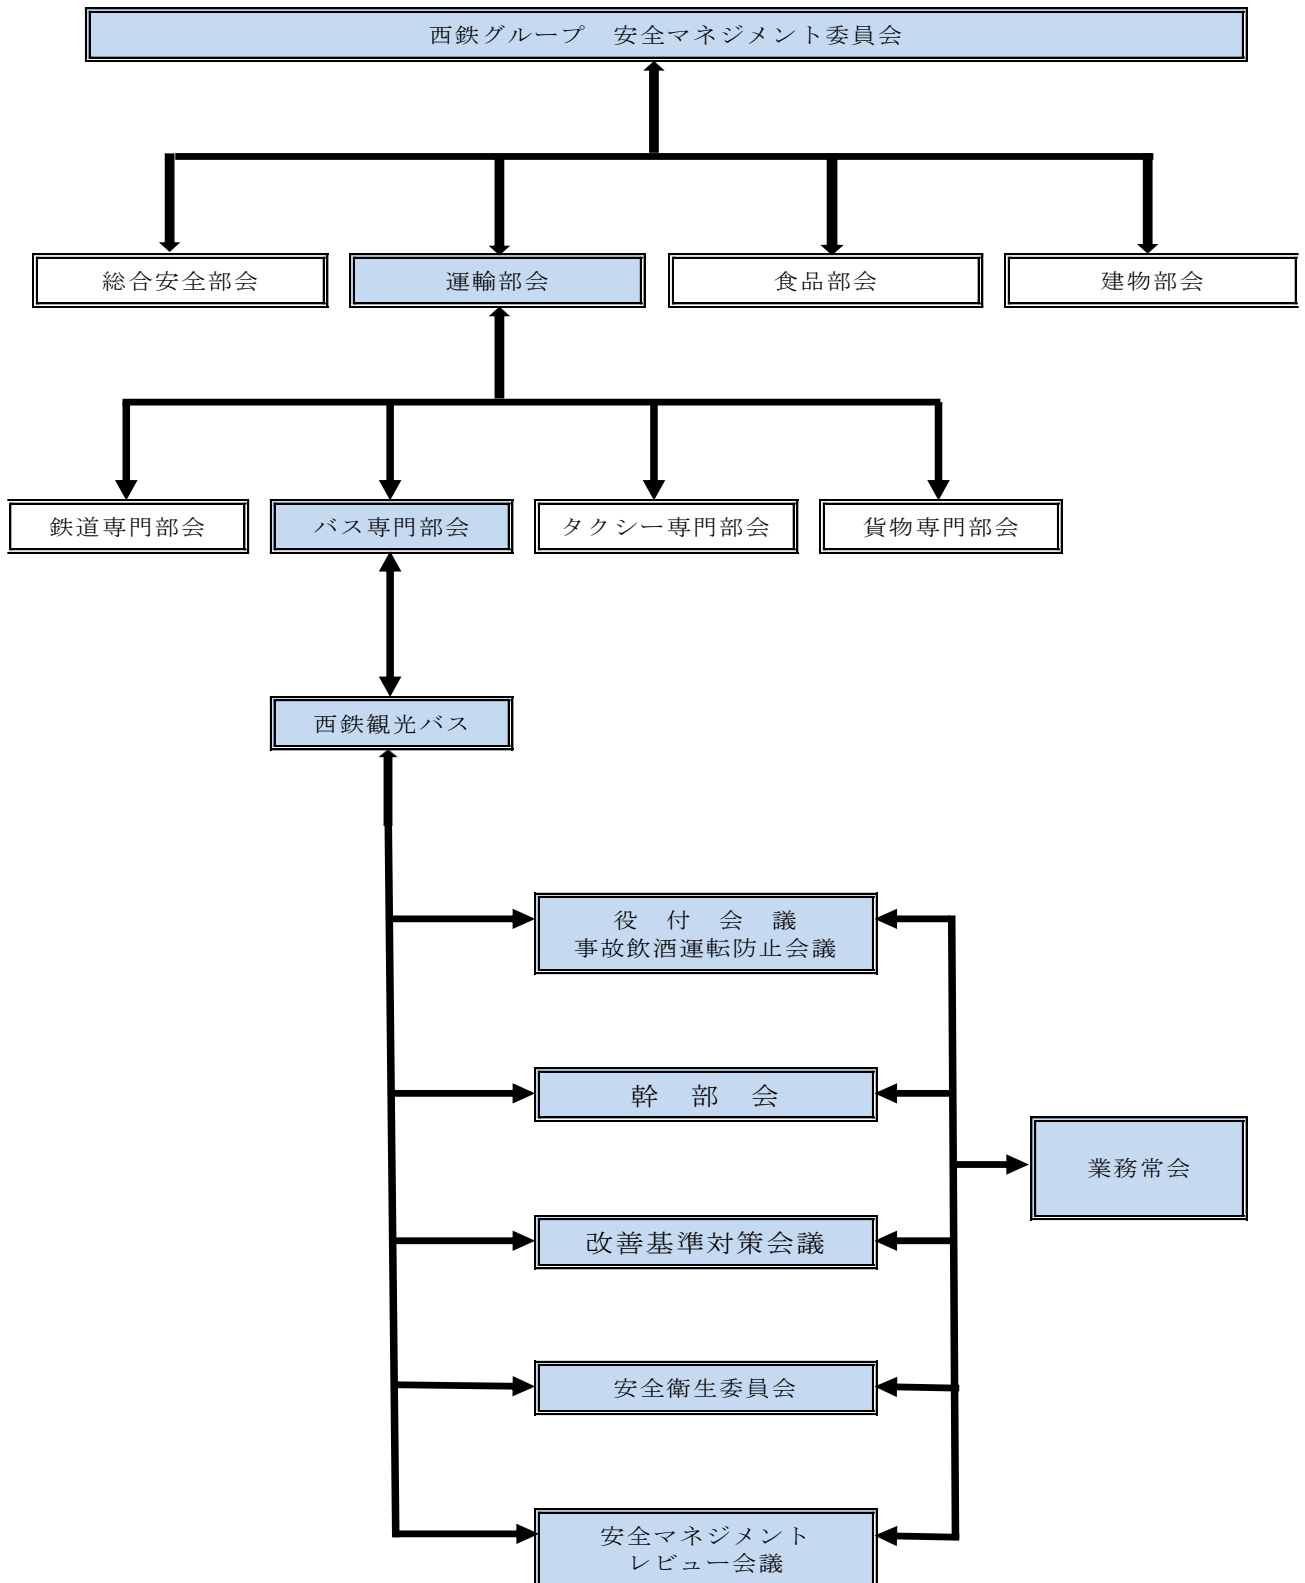 西鉄グループ　安全マネジメント委員会
総合安全部会
運輸部会
食品部会
建物部会
鉄道専門部会
バス専門部会
タクシー専門部会
貨物専門部会
西鉄観光バス
役　付　会　議
事故飲酒運転防止会議
幹　部　会
業務常会
改善基準対策会議
安全衛生委員会
安全マネジメント
レビュー会議